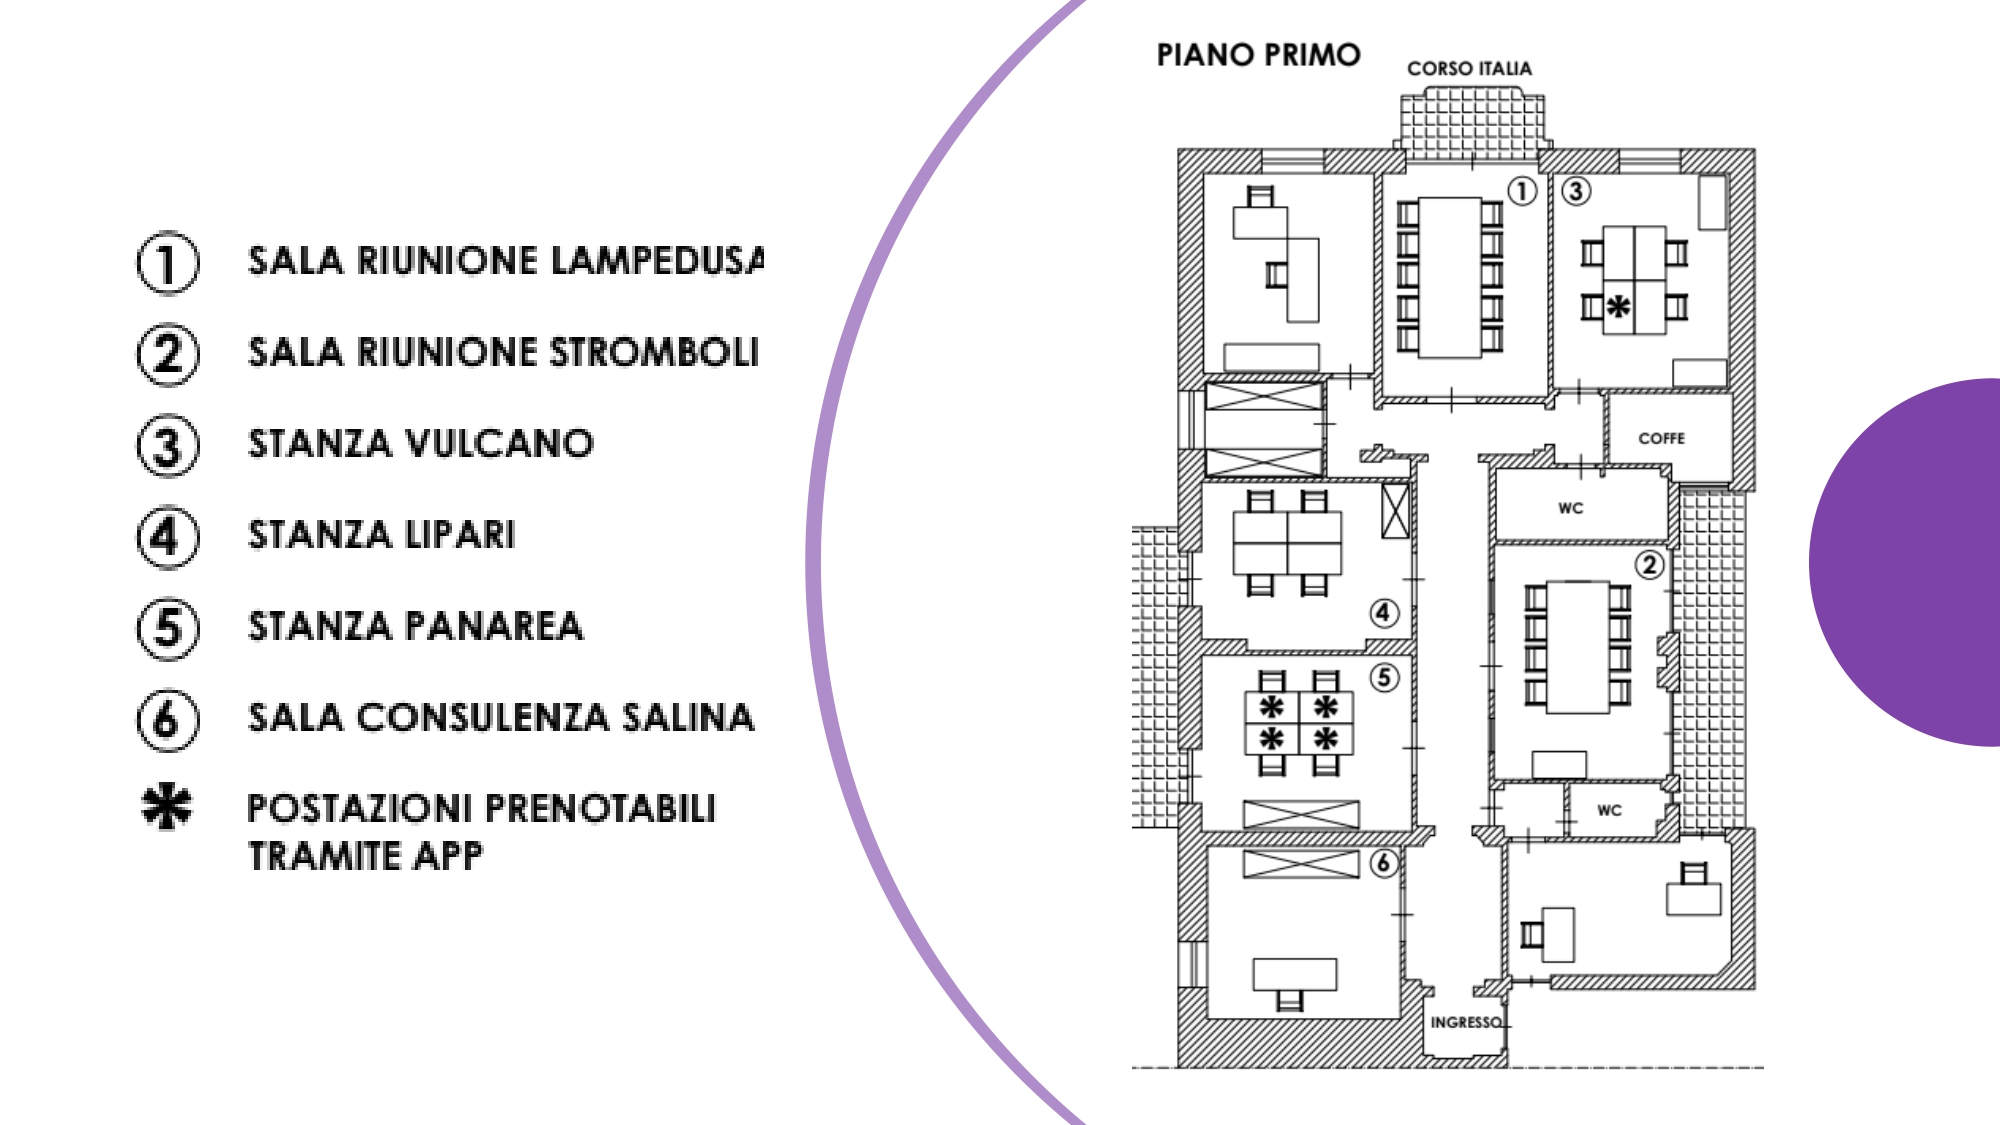 ① SALA RIUNIONE LAMPEDUSA
② SALA RIUNIONE STROMBOLI
③ STANZA VULCANO
④ STANZA LIPARI
⑤ STANZA PANAREA
⑥ SALA CONSULENZA SALINA
✱ POSTAZIONI PRENOTABILI
TRAMITE APP
PIANO PRIMO
CORSO ITALIA
①
③
COFFE
WC
②
④
⑤
WC
⑥
INGRESSO